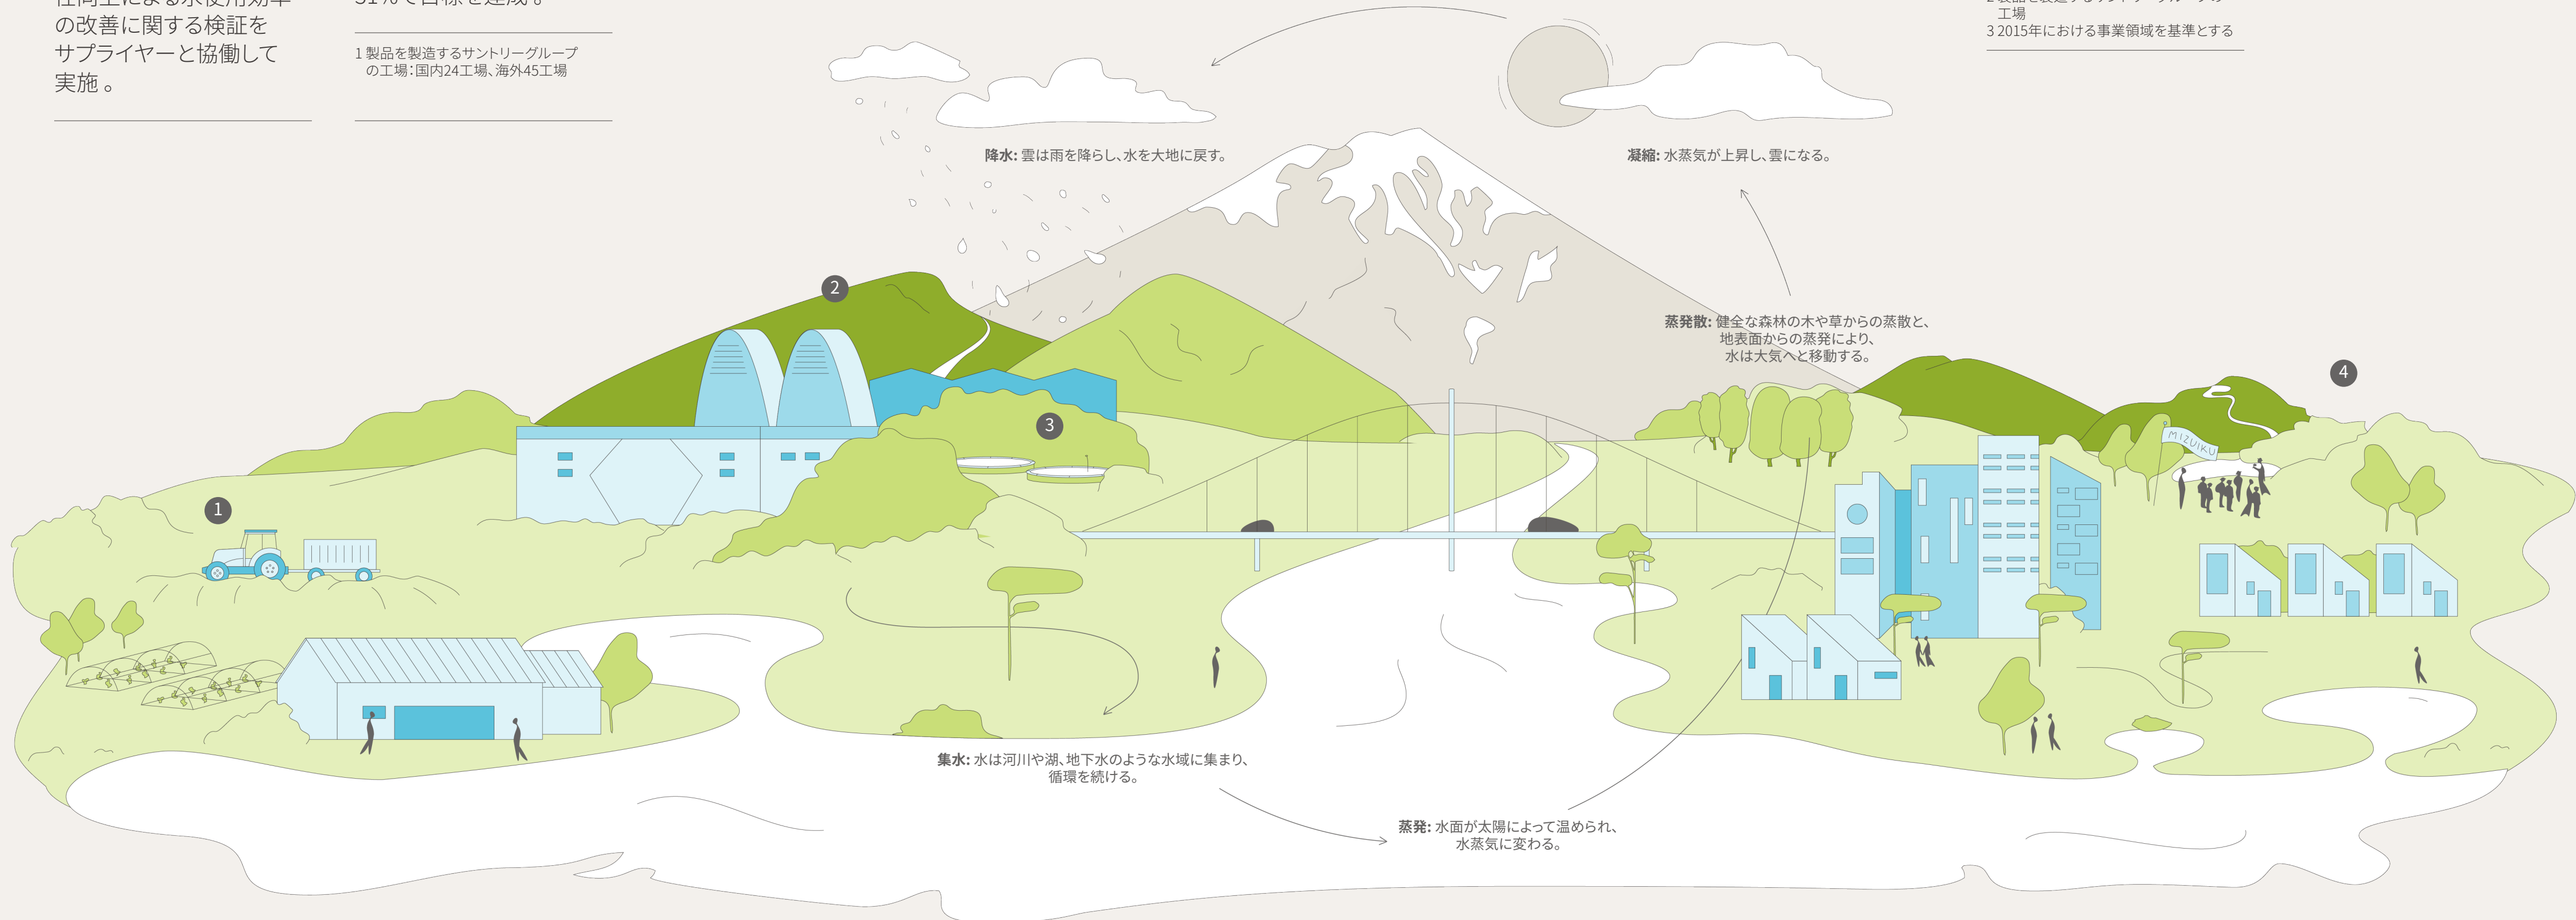 の改善に関する検証を
サプライヤーと協働して
実施 。
31%で目標を達成 。
1 製品を製造するサントリーグループ
の工場：国内24工場、海外45工場
工場
3 2015年における事業領域を基準とする
降水: 雲は雨を降らし、水を大地に戻す。
凝縮: 水蒸気が上昇し、雲になる。
蒸発散: 健全な森林の木や草からの蒸散と、
地表面からの蒸発により、
水は大気へと移動する。
2
4
3
MIZUIKU
1
集水: 水は河川や湖、地下水のような水域に集まり、
循環を続ける。
蒸発: 水面が太陽によって温められ、
水蒸気に変わる。